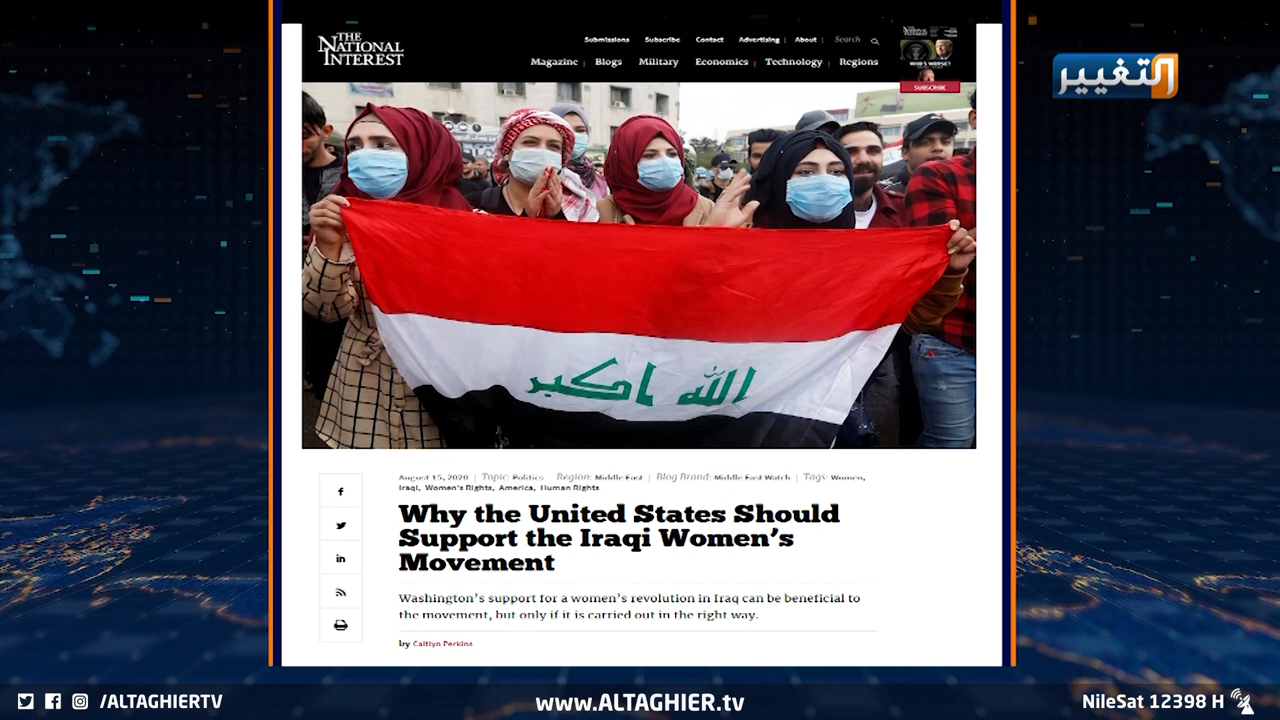 THE
NATIONAL
INTEREST
Submissions Subscribe Contact Advertising | About | Search
Magazine | Blogs Military Economics | Technology | Regions
WHO'S WORSE?
SUBSCRIBE
التغيير
الله اكبر
August 15, 2020 | Topic: Politics Region: Middle East | Blog Brand: Middle East Watch | Tags: Women,
Iraqi, Women's Rights, America, Human Rights
Why the United States Should
Support the Iraqi Women's
Movement
Washington's support for a women's revolution in Iraq can be beneficial to
the movement, but only if it is carried out in the right way.
by Caitlyn Perkins
/ALTAGHIERTV
www.ALTAGHIER.tv
NileSat 12398 H